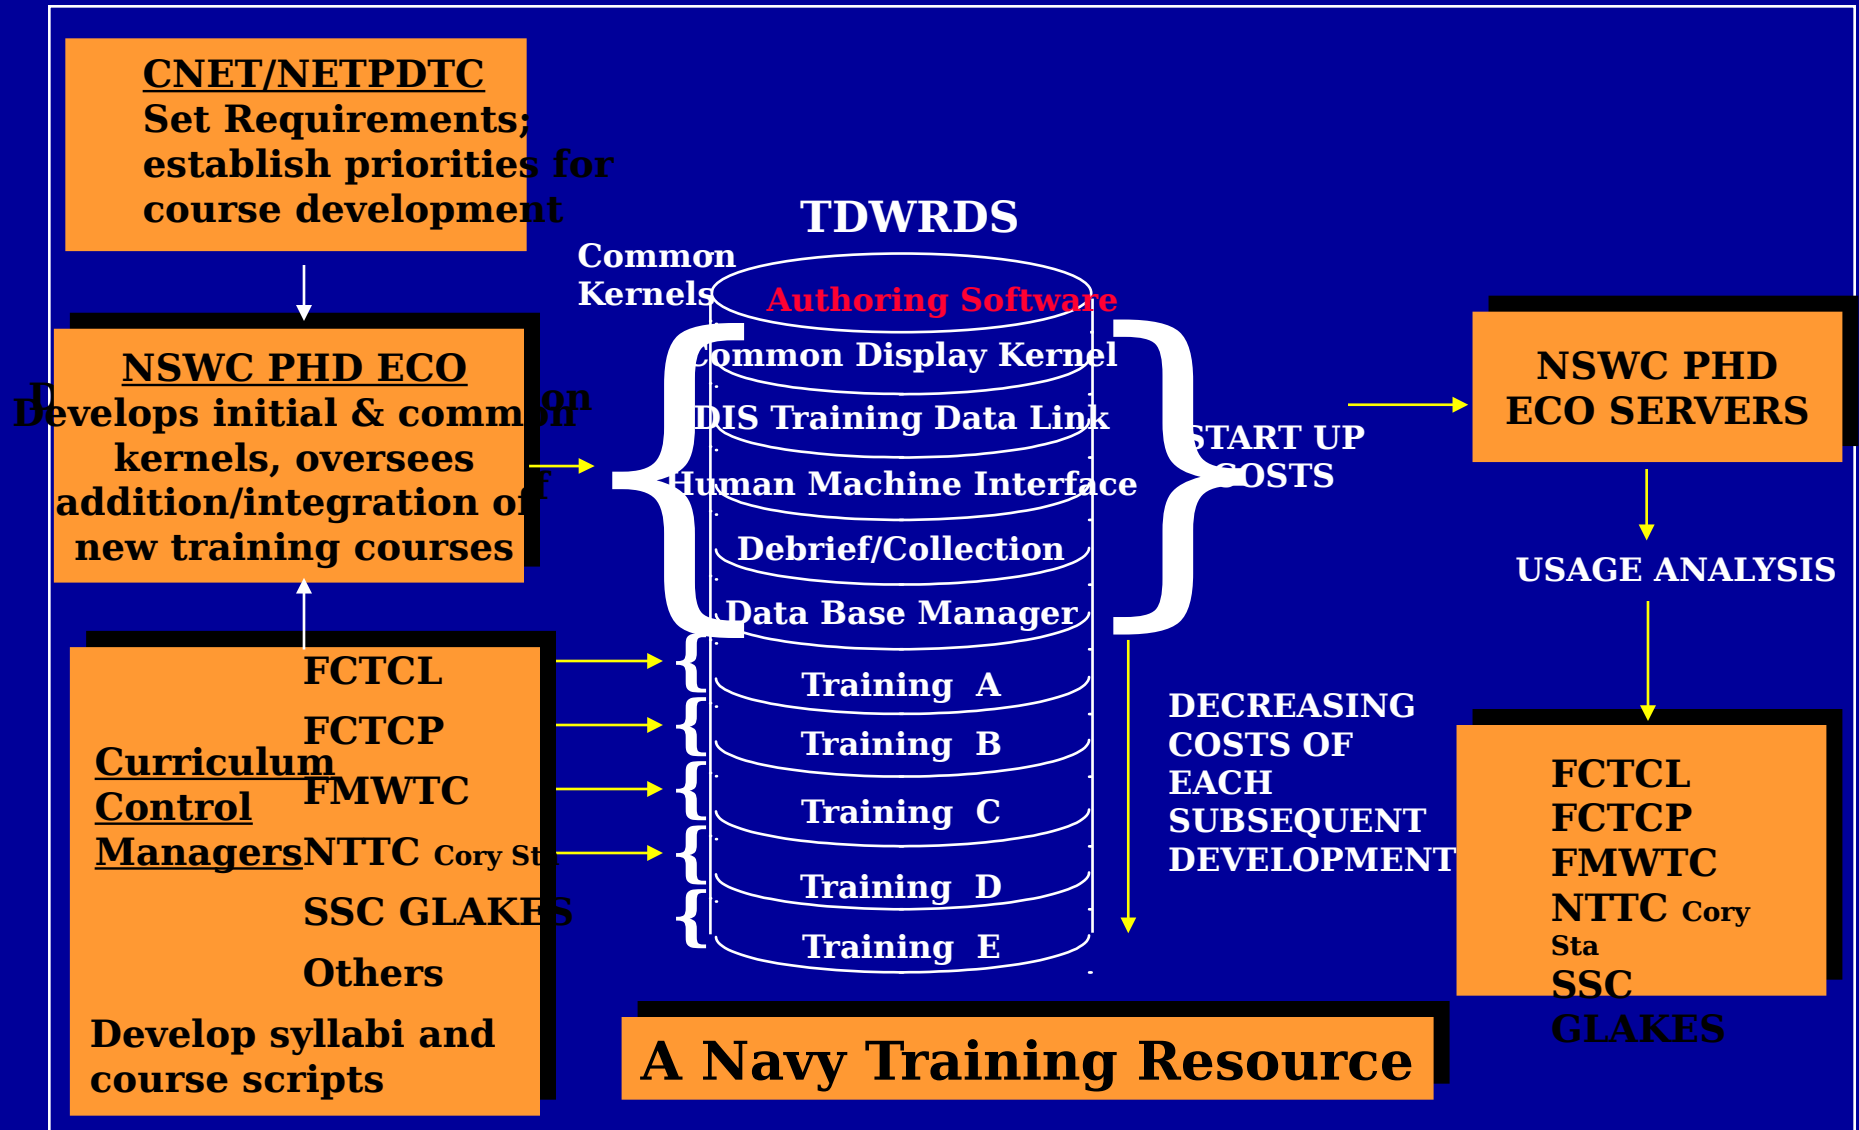 CNET/NETPDTC
Set Requirements;
establish priorities for
course development
NSWC PHD ECO
Develops initial & common
kernels, oversees
addition/integration of
new training courses
FCTCL
FCTCP
Curriculum
Control
Managers
FMWTC
NTTC Cory Sta
SSC GLAKES
Others
Develop syllabi and
course scripts
TDWRDS
Common
Kernels
Authoring Software
Common Display Kernel
DIS Training Data Link
Human Machine Interface
Debrief/Collection
Data Base Manager
Training A
Training B
Training C
Training D
Training E
{
}
{
{
{
{
{
START UP
COSTS
DECREASING
COSTS OF
EACH
SUBSEQUENT
DEVELOPMENT
NSWC PHD
ECO SERVERS
USAGE ANALYSIS
FCTCL
FCTCP
FMWTC
NTTC Cory
Sta
SSC
GLAKES
A Navy Training Resource